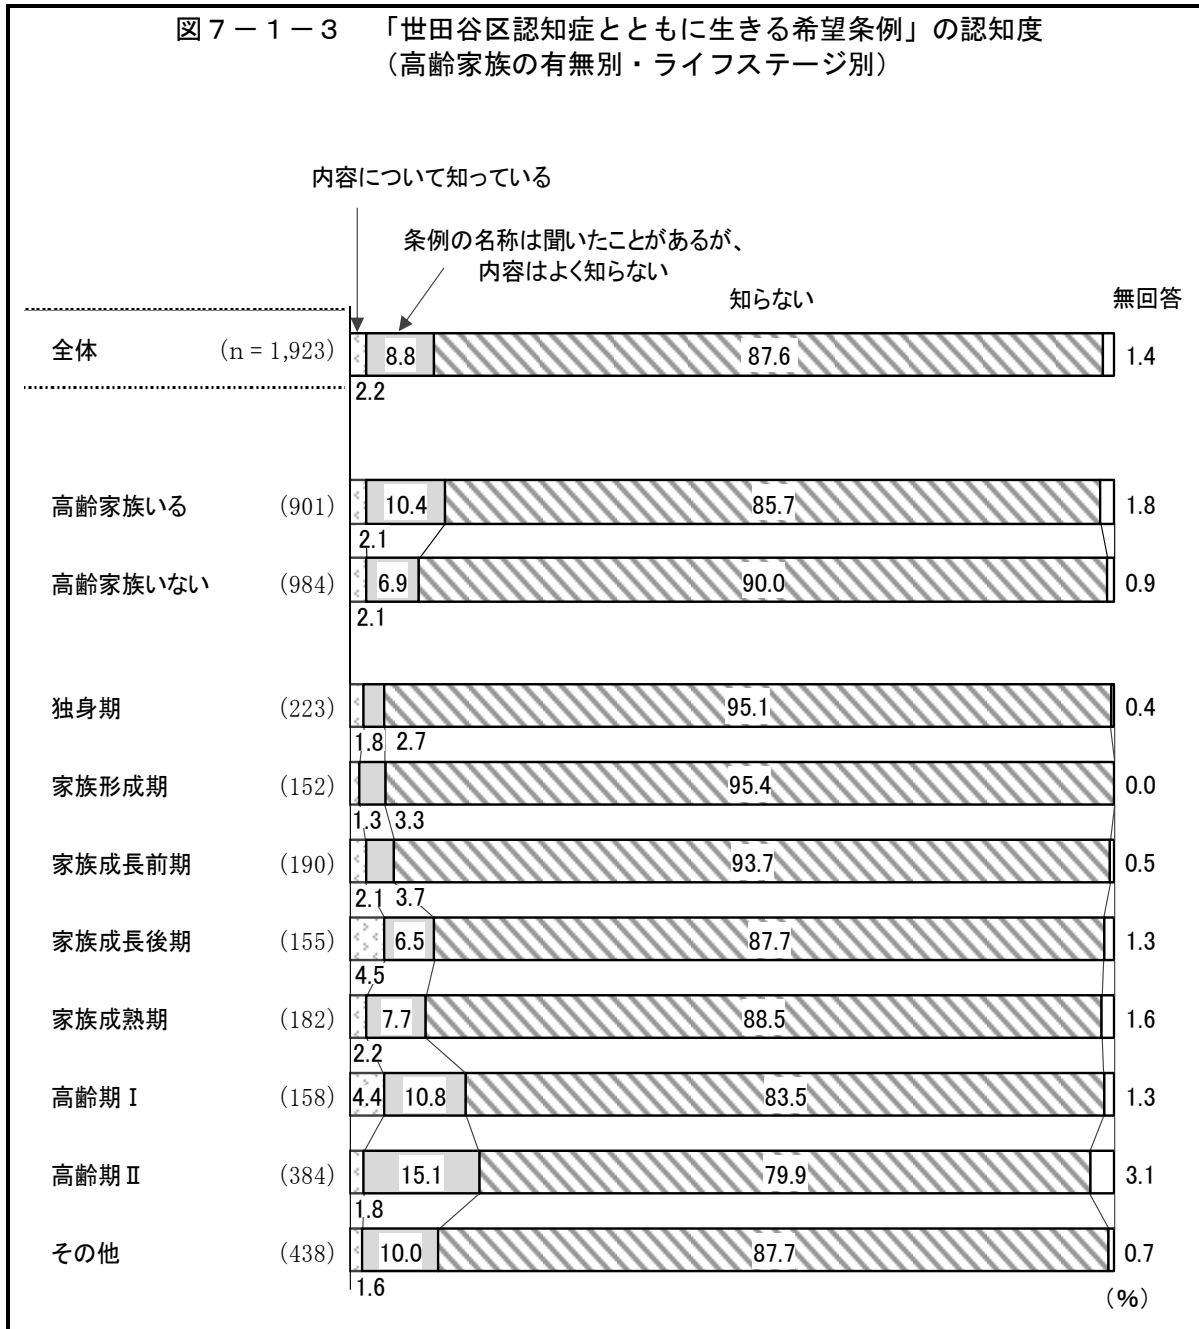 図７－１－３　「世田谷区認知症とともに生きる希望条例」の認知度
（高齢家族の有無別・ライフステージ別）
内容について知っている
条例の名称は聞いたことがあるが、
内容はよく知らない
知らない
無回答
全体 (n = 1,923) 8.8 87.6 1.4
2.2
高齢家族いる (901) 10.4 85.7 1.8
2.1
高齢家族いない (984) 6.9 90.0 0.9
2.1
独身期 (223) 95.1 0.4
1.8 2.7
家族形成期 (152) 95.4 0.0
1.3 3.3
家族成長前期 (190) 93.7 0.5
2.1 3.7
家族成長後期 (155) 6.5 87.7 1.3
4.5
家族成熟期 (182) 7.7 88.5 1.6
2.2
高齢期Ⅰ (158) 4.4 10.8 83.5 1.3
高齢期Ⅱ (384) 15.1 79.9 3.1
1.8
その他 (438) 10.0 87.7 0.7
1.6
（%）